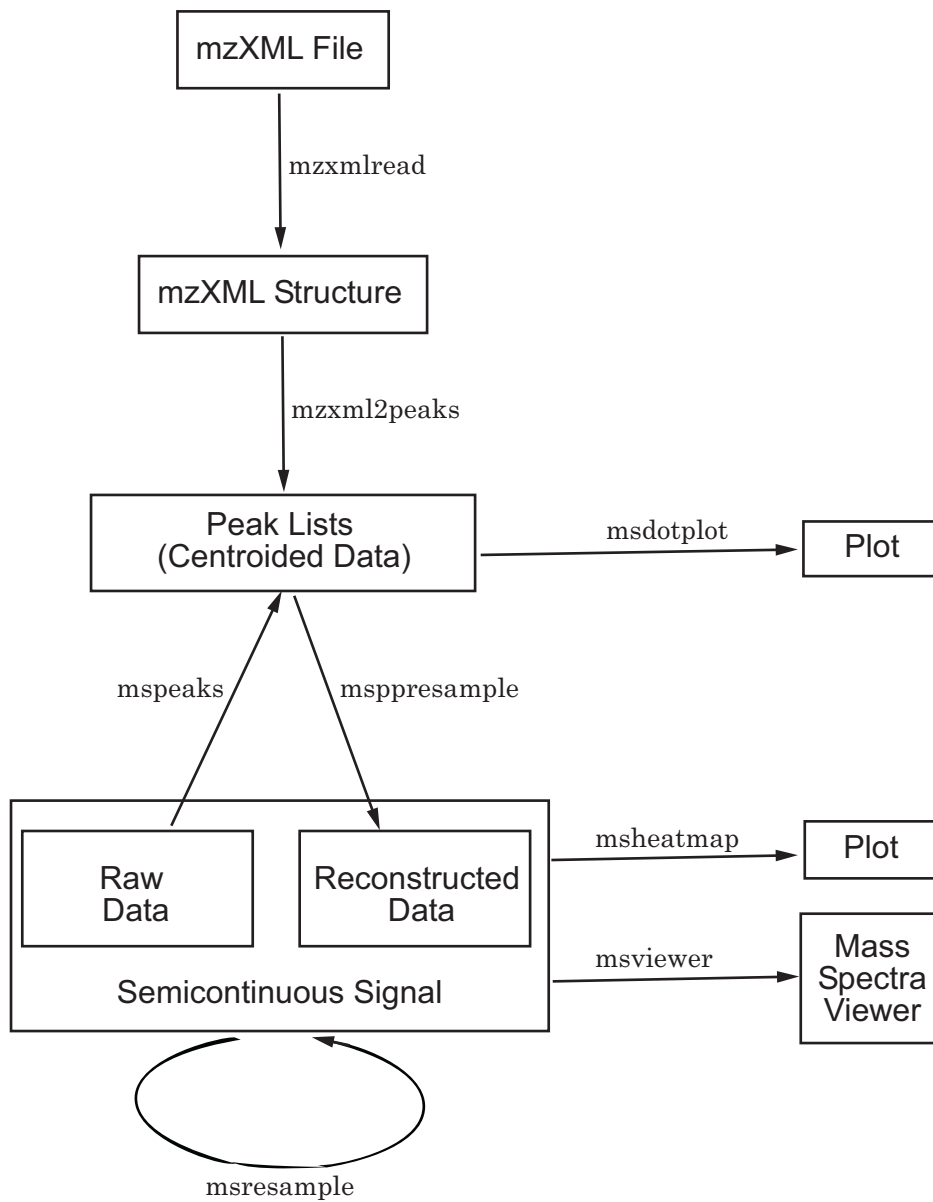 mzXML File
mzxmlread
mzXML Structure
mzxml2peaks
Peak Lists
(Centroided Data)
msdotplot
Plot
mspeaks
msppresample
Raw
Data
Reconstructed
Data
Semicontinuous Signal
msheatmap
Plot
msviewer
Mass
Spectra
Viewer
msresample